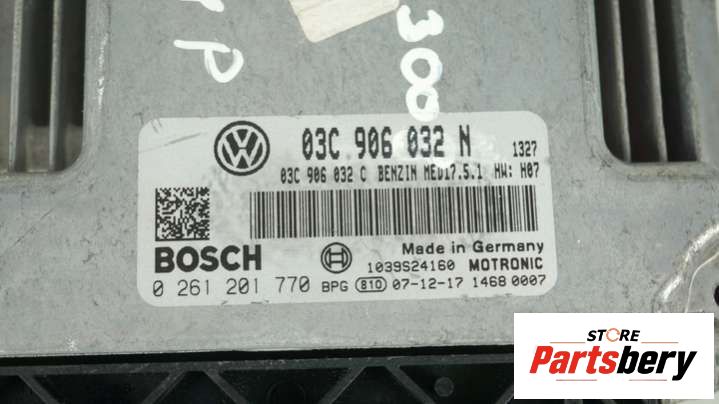 P
300
03C 906 032 N 1327
03C 906 032 C BENZIN MED17.5.1 HW: H07
BOSCH
Made in Germany
1039S24160 MOTRONIC
0 261 201 770 BPG 810 07-12-17 1468 0007
STORE
Partsbery